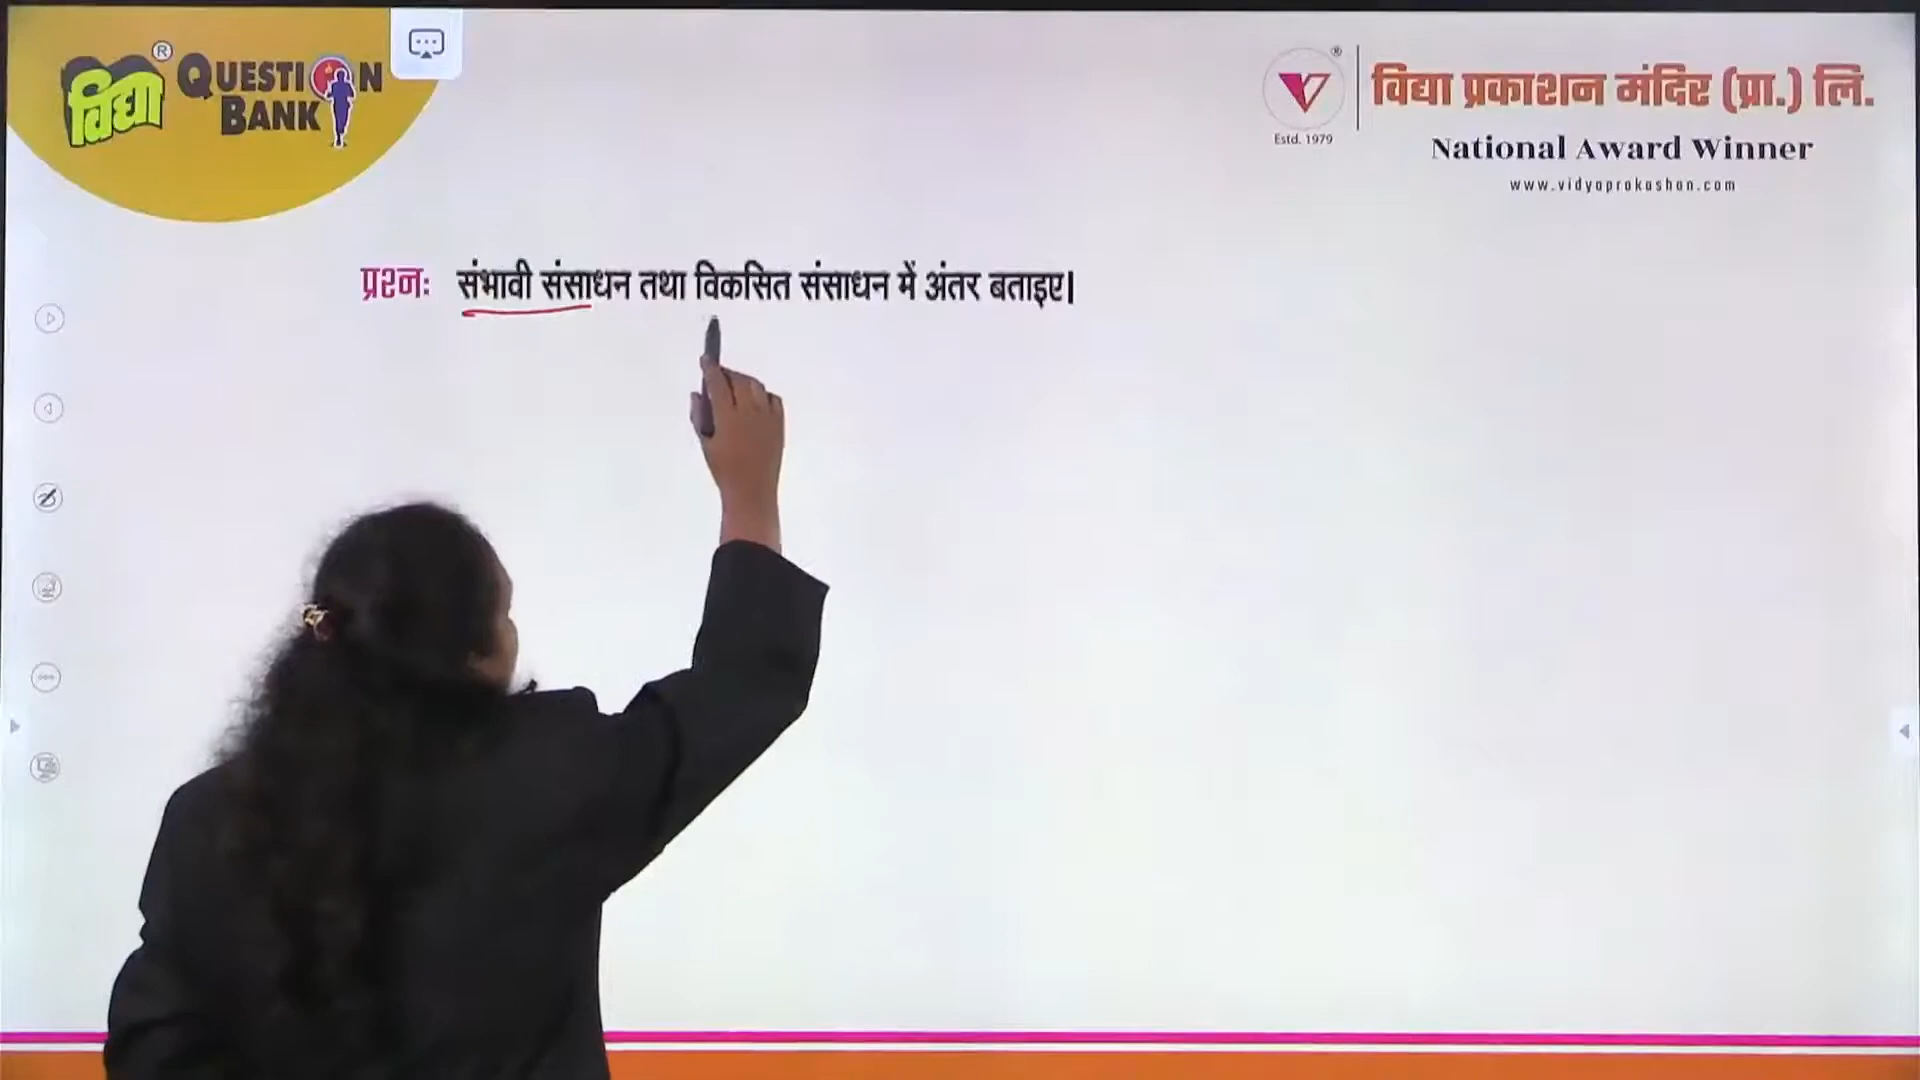 विद्या®
QUESTION
BANK
®
Estd. 1979
विद्या प्रकाशन मंदिर (प्रा.) लि.
National Award Winner
www.vidyaprakashan.com
प्रश्नः संभावी संसाधन तथा विकसित संसाधन में अंतर बताइए।